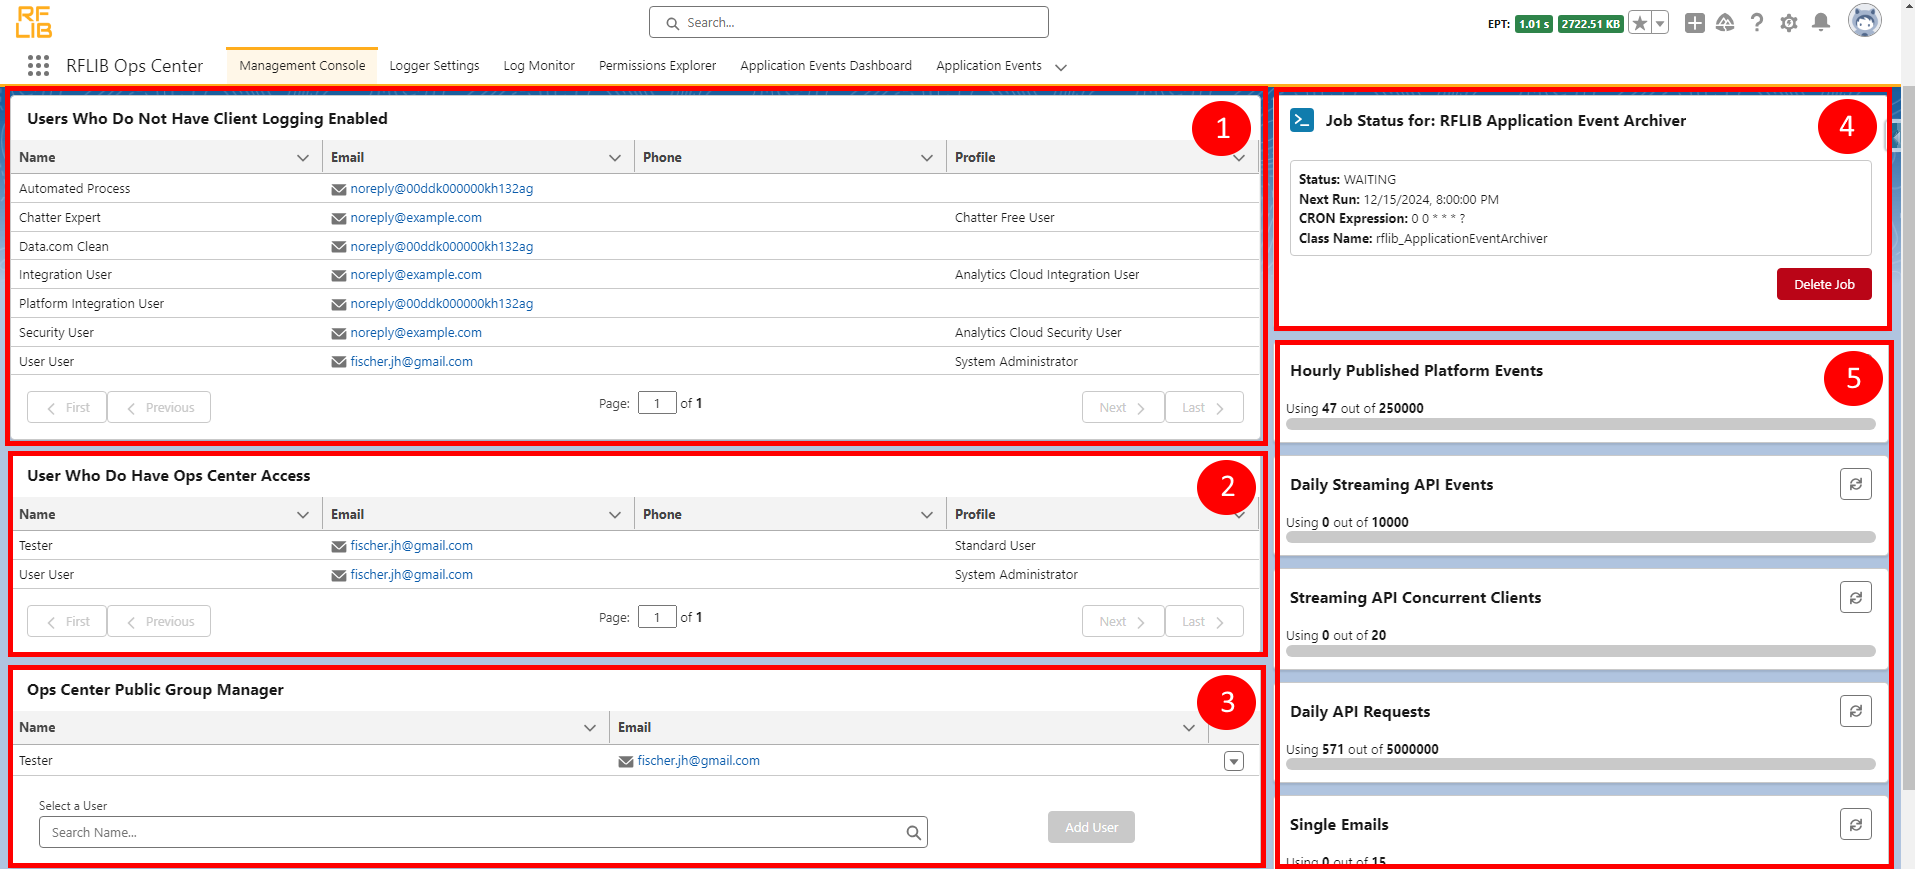 RF
LIB
Search...
EPT: 1.01 s 2722.51 KB
RFLIB Ops Center
Management Console Logger Settings Log Monitor Permissions Explorer Application Events Dashboard Application Events
Users Who Do Not Have Client Logging Enabled
1
Name Email Phone Profile
Automated Process noreply@00ddk000000kh132ag
Chatter Expert noreply@example.com Chatter Free User
Data.com Clean noreply@00ddk000000kh132ag
Integration User noreply@example.com Analytics Cloud Integration User
Platform Integration User noreply@00ddk000000kh132ag
Security User noreply@example.com Analytics Cloud Security User
User User fischer.jh@gmail.com System Administrator
First Previous Page: 1 of 1 Next Last
User Who Do Have Ops Center Access
2
Name Email Phone Profile
Tester fischer.jh@gmail.com Standard User
User User fischer.jh@gmail.com System Administrator
First Previous Page: 1 of 1 Next Last
Ops Center Public Group Manager
3
Name Email
Tester fischer.jh@gmail.com
Select a User
Search Name...
Add User
Job Status for: RFLIB Application Event Archiver
4
Status: WAITING
Next Run: 12/15/2024, 8:00:00 PM
CRON Expression: 0 0 * * * ?
Class Name: rflib_ApplicationEventArchiver
Delete Job
Hourly Published Platform Events
5
Using 47 out of 250000
Daily Streaming API Events
Using 0 out of 10000
Streaming API Concurrent Clients
Using 0 out of 20
Daily API Requests
Using 571 out of 5000000
Single Emails
Using 0 out of 15